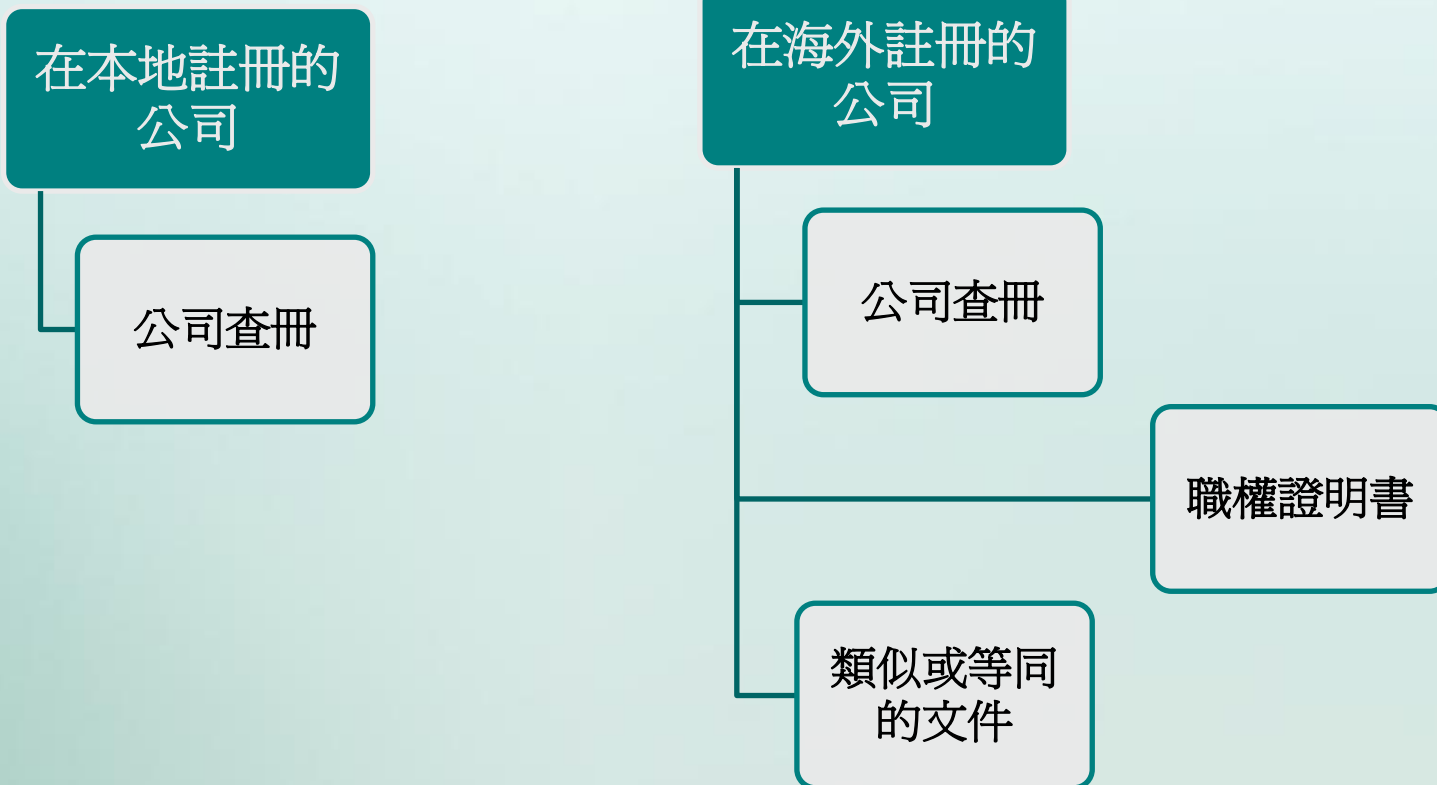 在本地註冊的
公司
公司查冊
在海外註冊的
公司
公司查冊
職權證明書
類似或等同
的文件